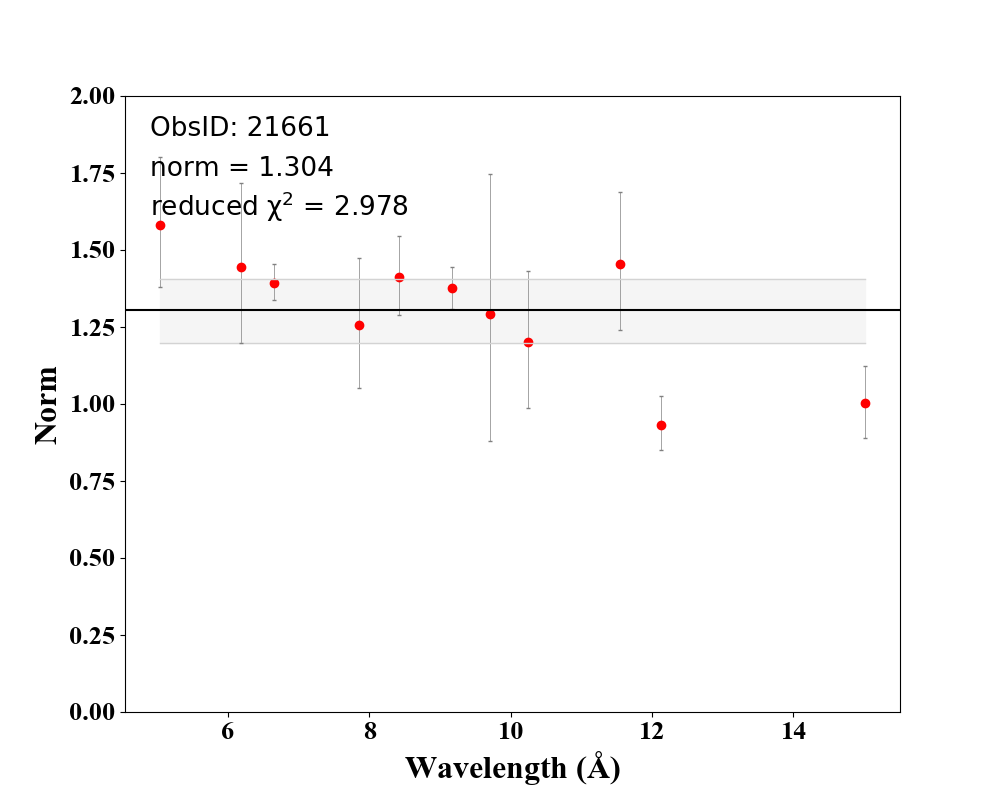 ObsID: 21661
norm = 1.304
reduced χ² = 2.978
2.00
1.75
1.50
1.25
1.00
0.75
0.50
0.25
0.00
Norm
6 8 10 12 14
Wavelength (Å)